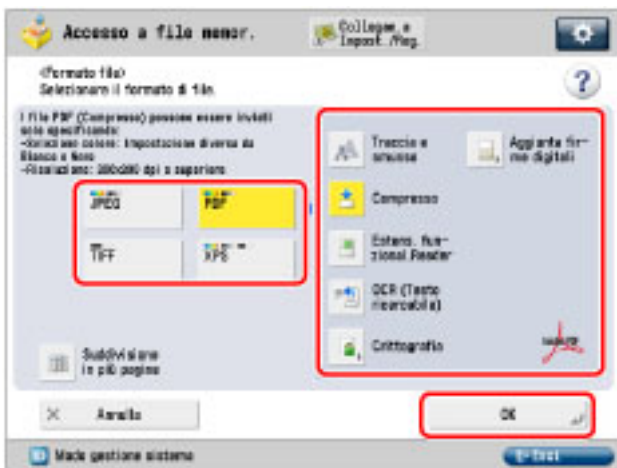 Accesso a file memor.
Collegam. a
Impost./Reg.
<Formato file>
Selezionare il formato di file.
I file PDF (Compresso) possono essere inviati
solo specificando:
-Selezione colore: Impostazione diversa da
Bianco e Nero
-Risoluzione: 300x300 dpi o superiore
JPEG
PDF
TIFF
XPS
Traccia e
smussa
Aggiunta fir-
me digitali
Compresso
Estens. fun-
zional.Reader
OCR (Testo
ricercabile)
Crittografia
Suddivisione
in più pagine
Annulla
OK
Modo gestione sistema